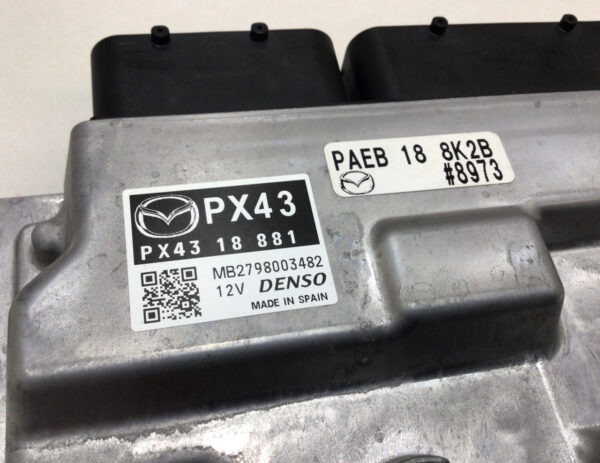 PAEB 18 8K2B
#8973
PX43
PX43 18 881
MB2798003482
12V DENSO
MADE IN SPAIN